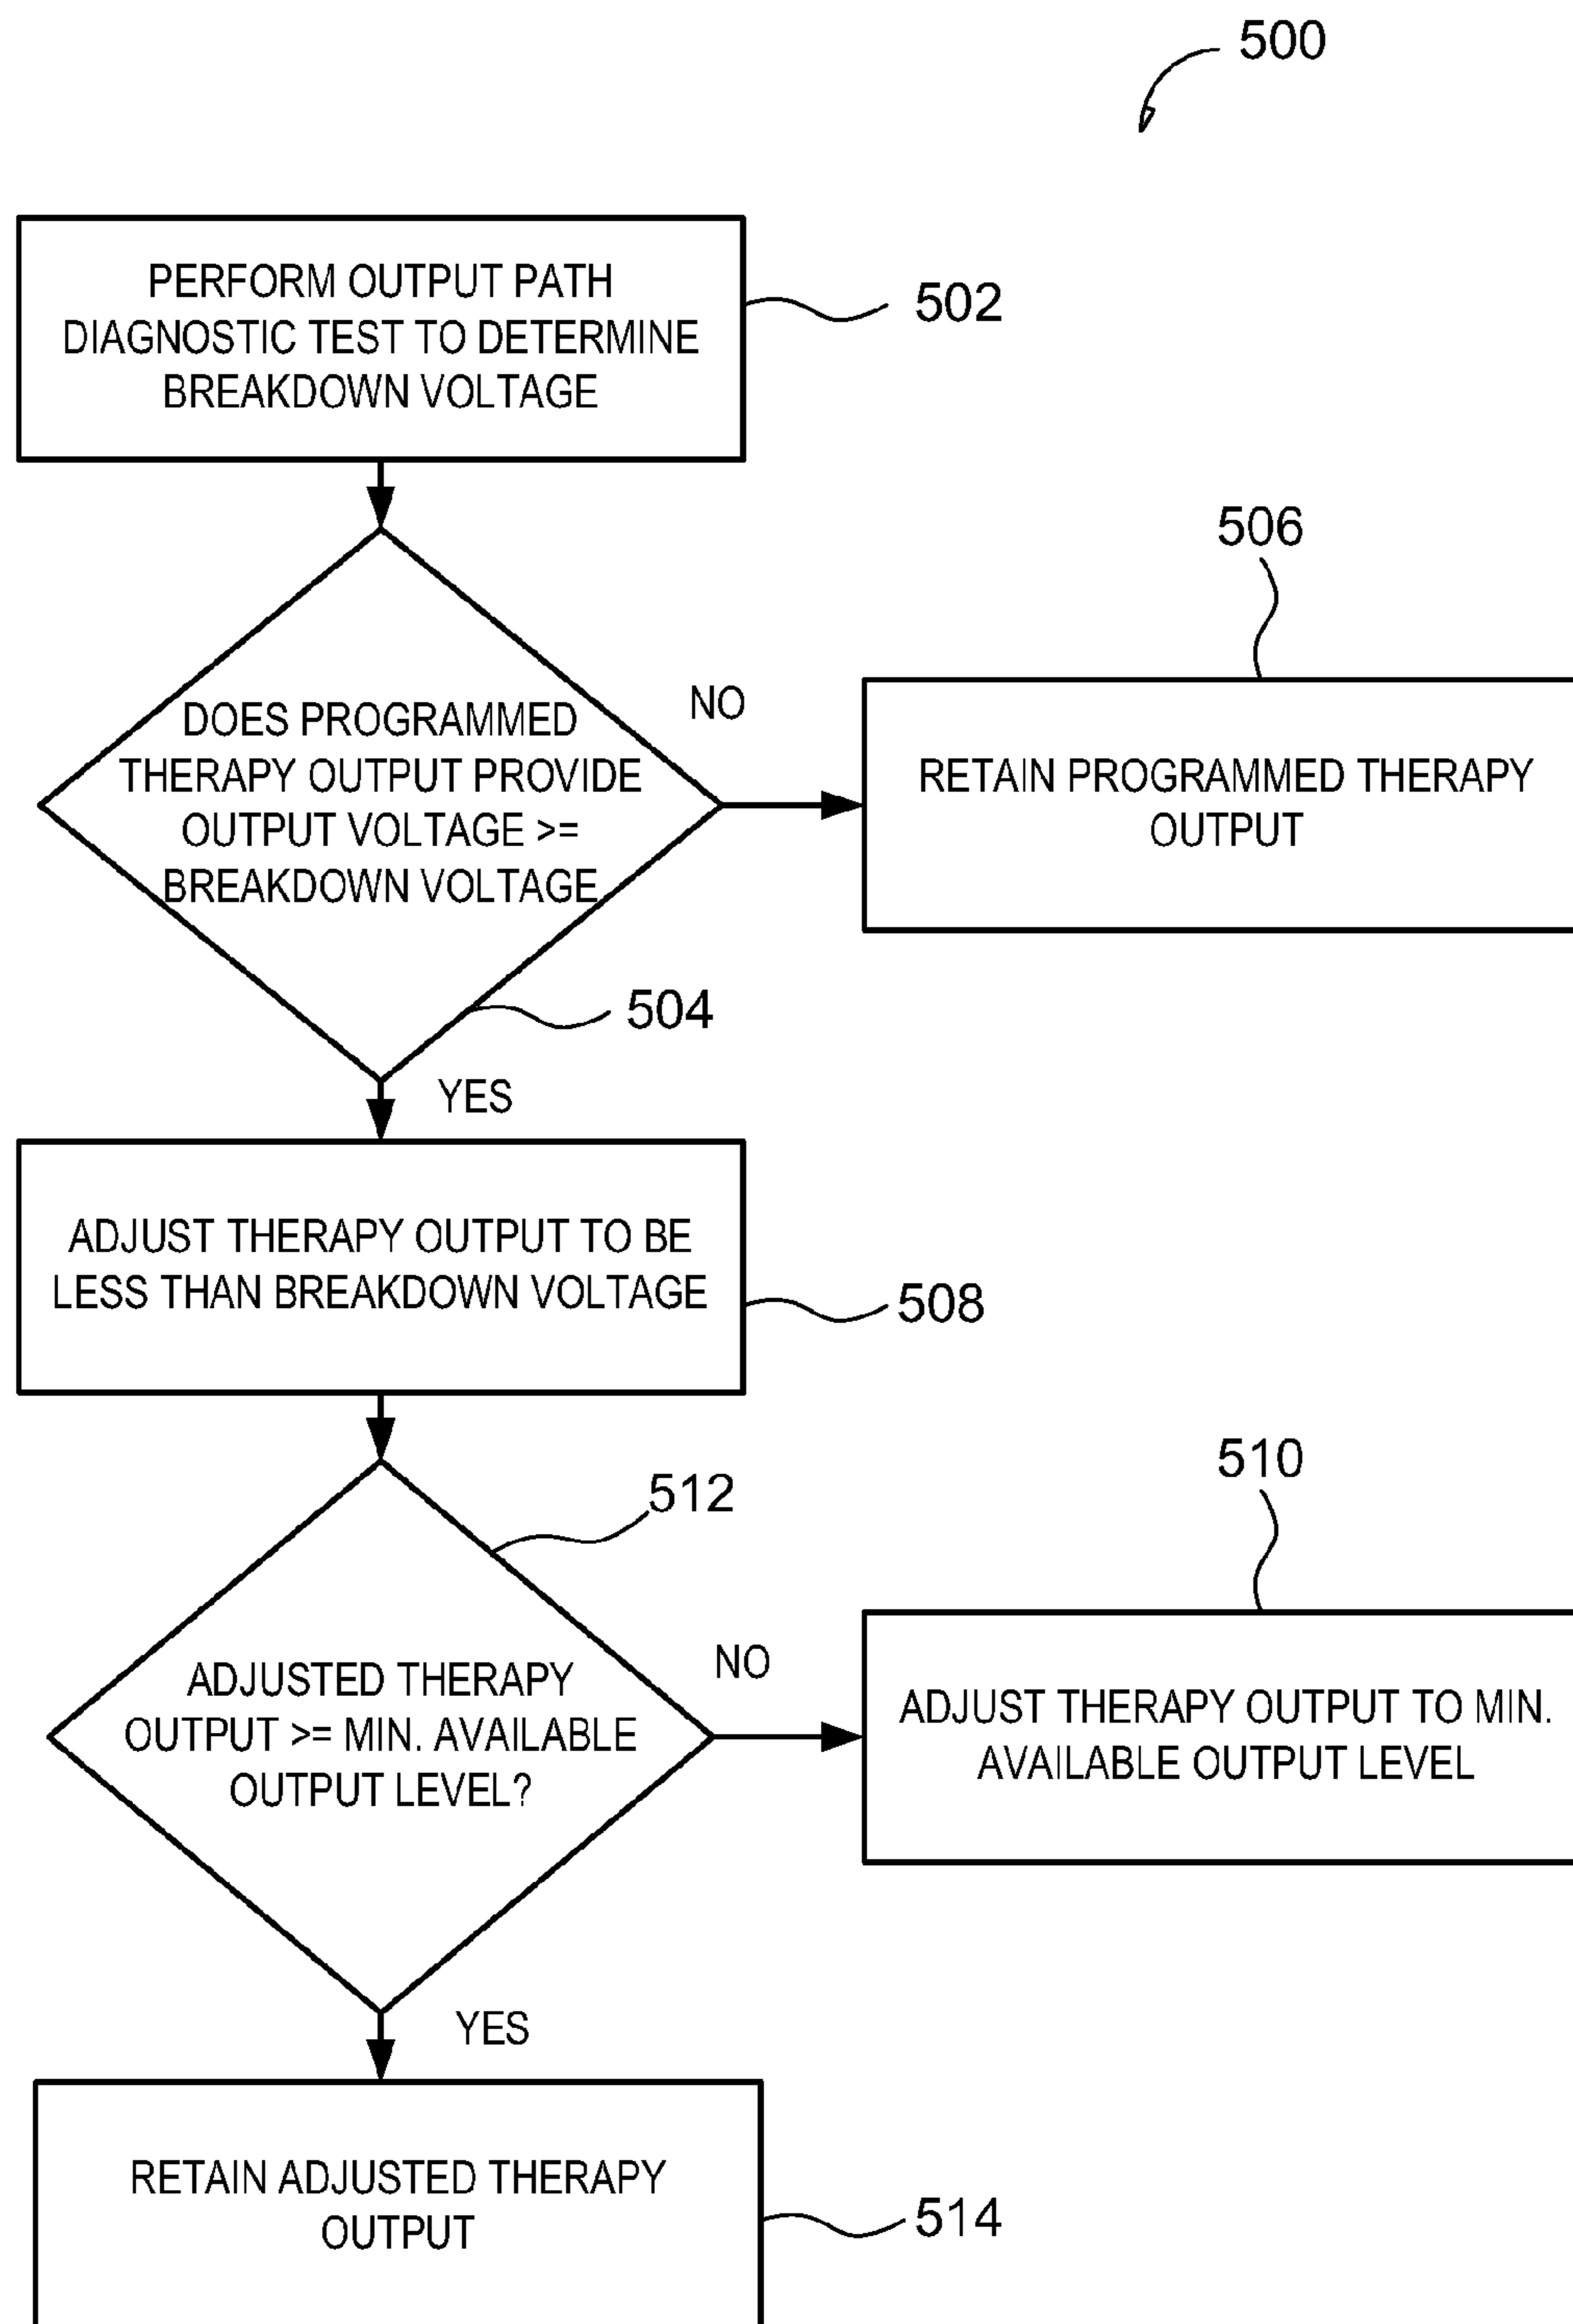 500
PERFORM OUTPUT PATH
DIAGNOSTIC TEST TO DETERMINE
BREAKDOWN VOLTAGE
502
DOES PROGRAMMED
THERAPY OUTPUT PROVIDE
OUTPUT VOLTAGE >=
BREAKDOWN VOLTAGE
504
NO
506
RETAIN PROGRAMMED THERAPY
OUTPUT
YES
ADJUST THERAPY OUTPUT TO BE
LESS THAN BREAKDOWN VOLTAGE
508
512
ADJUSTED THERAPY
OUTPUT >= MIN. AVAILABLE
OUTPUT LEVEL?
NO
510
ADJUST THERAPY OUTPUT TO MIN.
AVAILABLE OUTPUT LEVEL
YES
RETAIN ADJUSTED THERAPY
OUTPUT
514